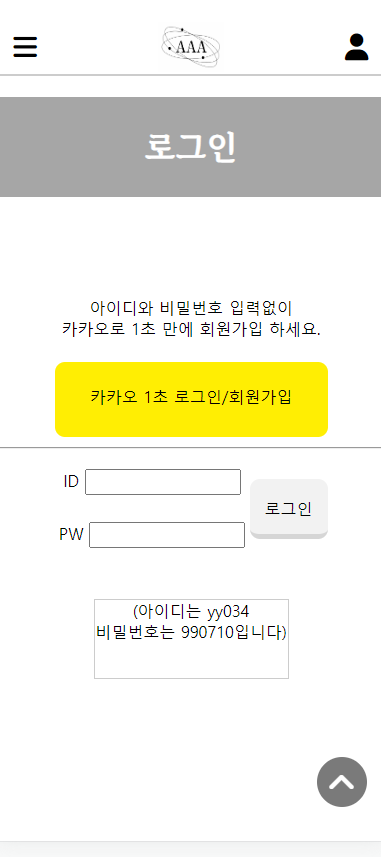 AAA
로그인
아이디와 비밀번호 입력없이
카카오로 1초 만에 회원가입 하세요.
카카오 1초 로그인/회원가입
ID
로그인
PW
(아이디는 yy034
비밀번호는 990710입니다)